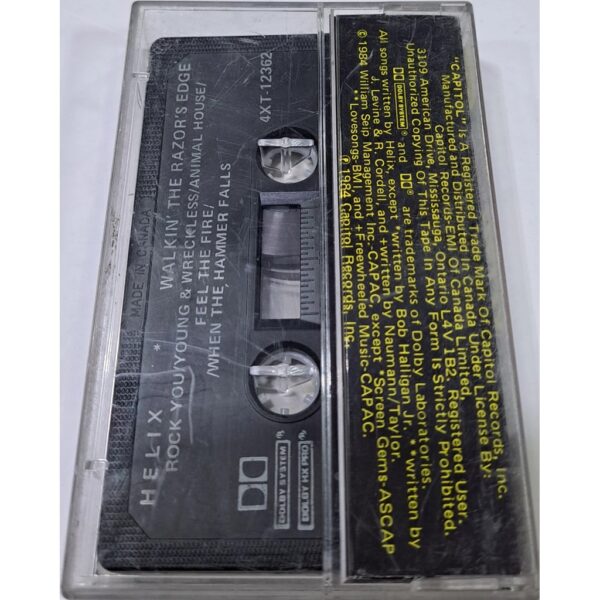 MADE IN CANADA
HELIX WALKIN' THE RAZOR'S EDGE
*
ROCK YOU/YOUNG & WRECKLESS/ANIMAL HOUSE/
FEEL THE FIRE/
/WHEN THE HAMMER FALLS
4XT-12362
DOLBY SYSTEM
DOLBY HX PRO
"CAPITOL" Is A Registered Trade Mark Of Capitol Records, Inc.
Manufactured and Distributed In Canada Under License By:
Capitol Records-EMI Of Canada Limited,
3109 American Drive, Mississauga, Ontario L4V 1B2. Registered User.
Unauthorized Copying Of This Tape In Any Form Is Strictly Prohibited.
DOLBY SYSTEM® and ® are trademarks of Dolby Laboratories.
All songs written by Helix, except *written by Bob Halligan Jr., **written by
J. Levine & R. Cordell, and +written by Naumann/Taylor.
© 1984 William Seip Management Inc.-CAPAC, except *Screen Gems-ASCAP
**Lovesongs-BMI, and +Freewheeled Music-CAPAC.
℗ 1984 Capitol Records, Inc.